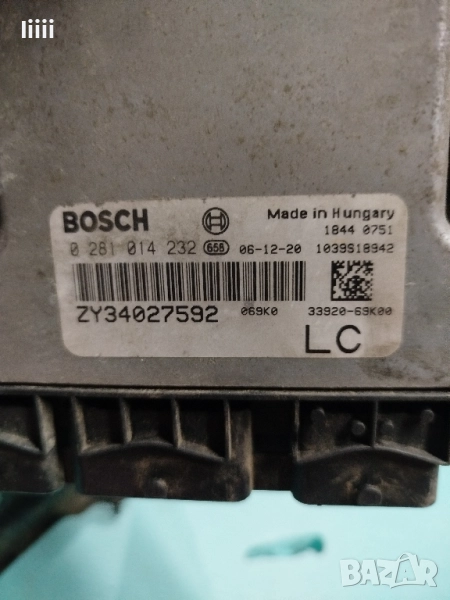 liiii
BOSCH
Made in Hungary
1844 0751
0 281 014 232 656 06-12-20 1039S18942
ZY34027592 069K0 33920-69K00
LC
BAZAR